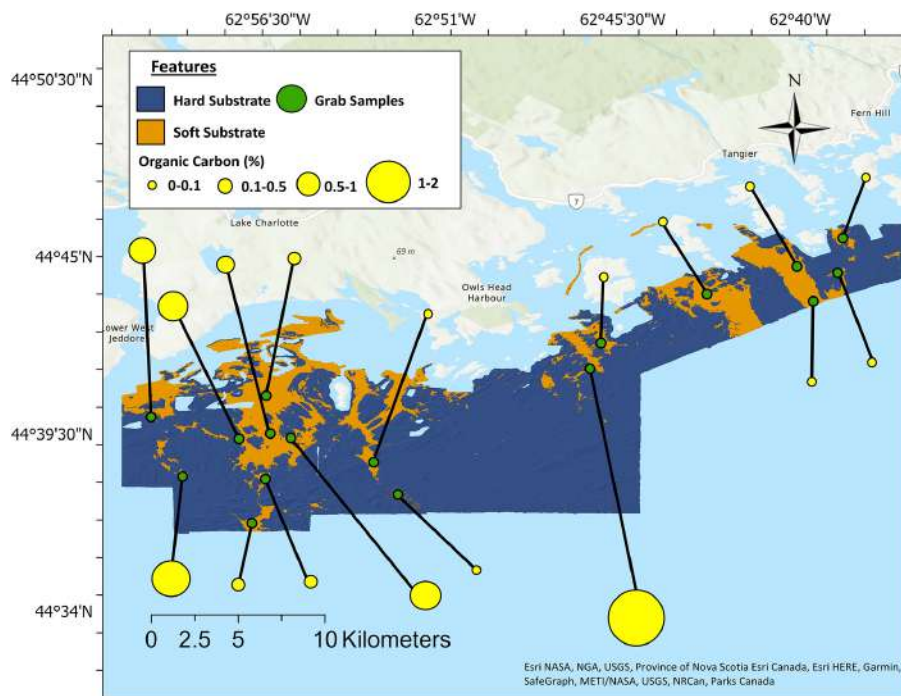 62°56'30"W 62°51'W 62°45'30"W 62°40'W
44°50'30"N
44°45'N
44°39'30"N
44°34'N
Features
Hard Substrate Grab Samples
Soft Substrate
Organic Carbon (%)
0-0.1 0.1-0.5 0.5-1 1-2
N
Fern Hill
Tangier
7
Lake Charlotte
69 m
Owls Head
Harbour
ower West
Jeddore
0 2.5 5 10 Kilometers
Esri NASA, NGA, USGS, Province of Nova Scotia Esri Canada, Esri HERE, Garmin,
SafeGraph, METI/NASA, USGS, NRCan, Parks Canada